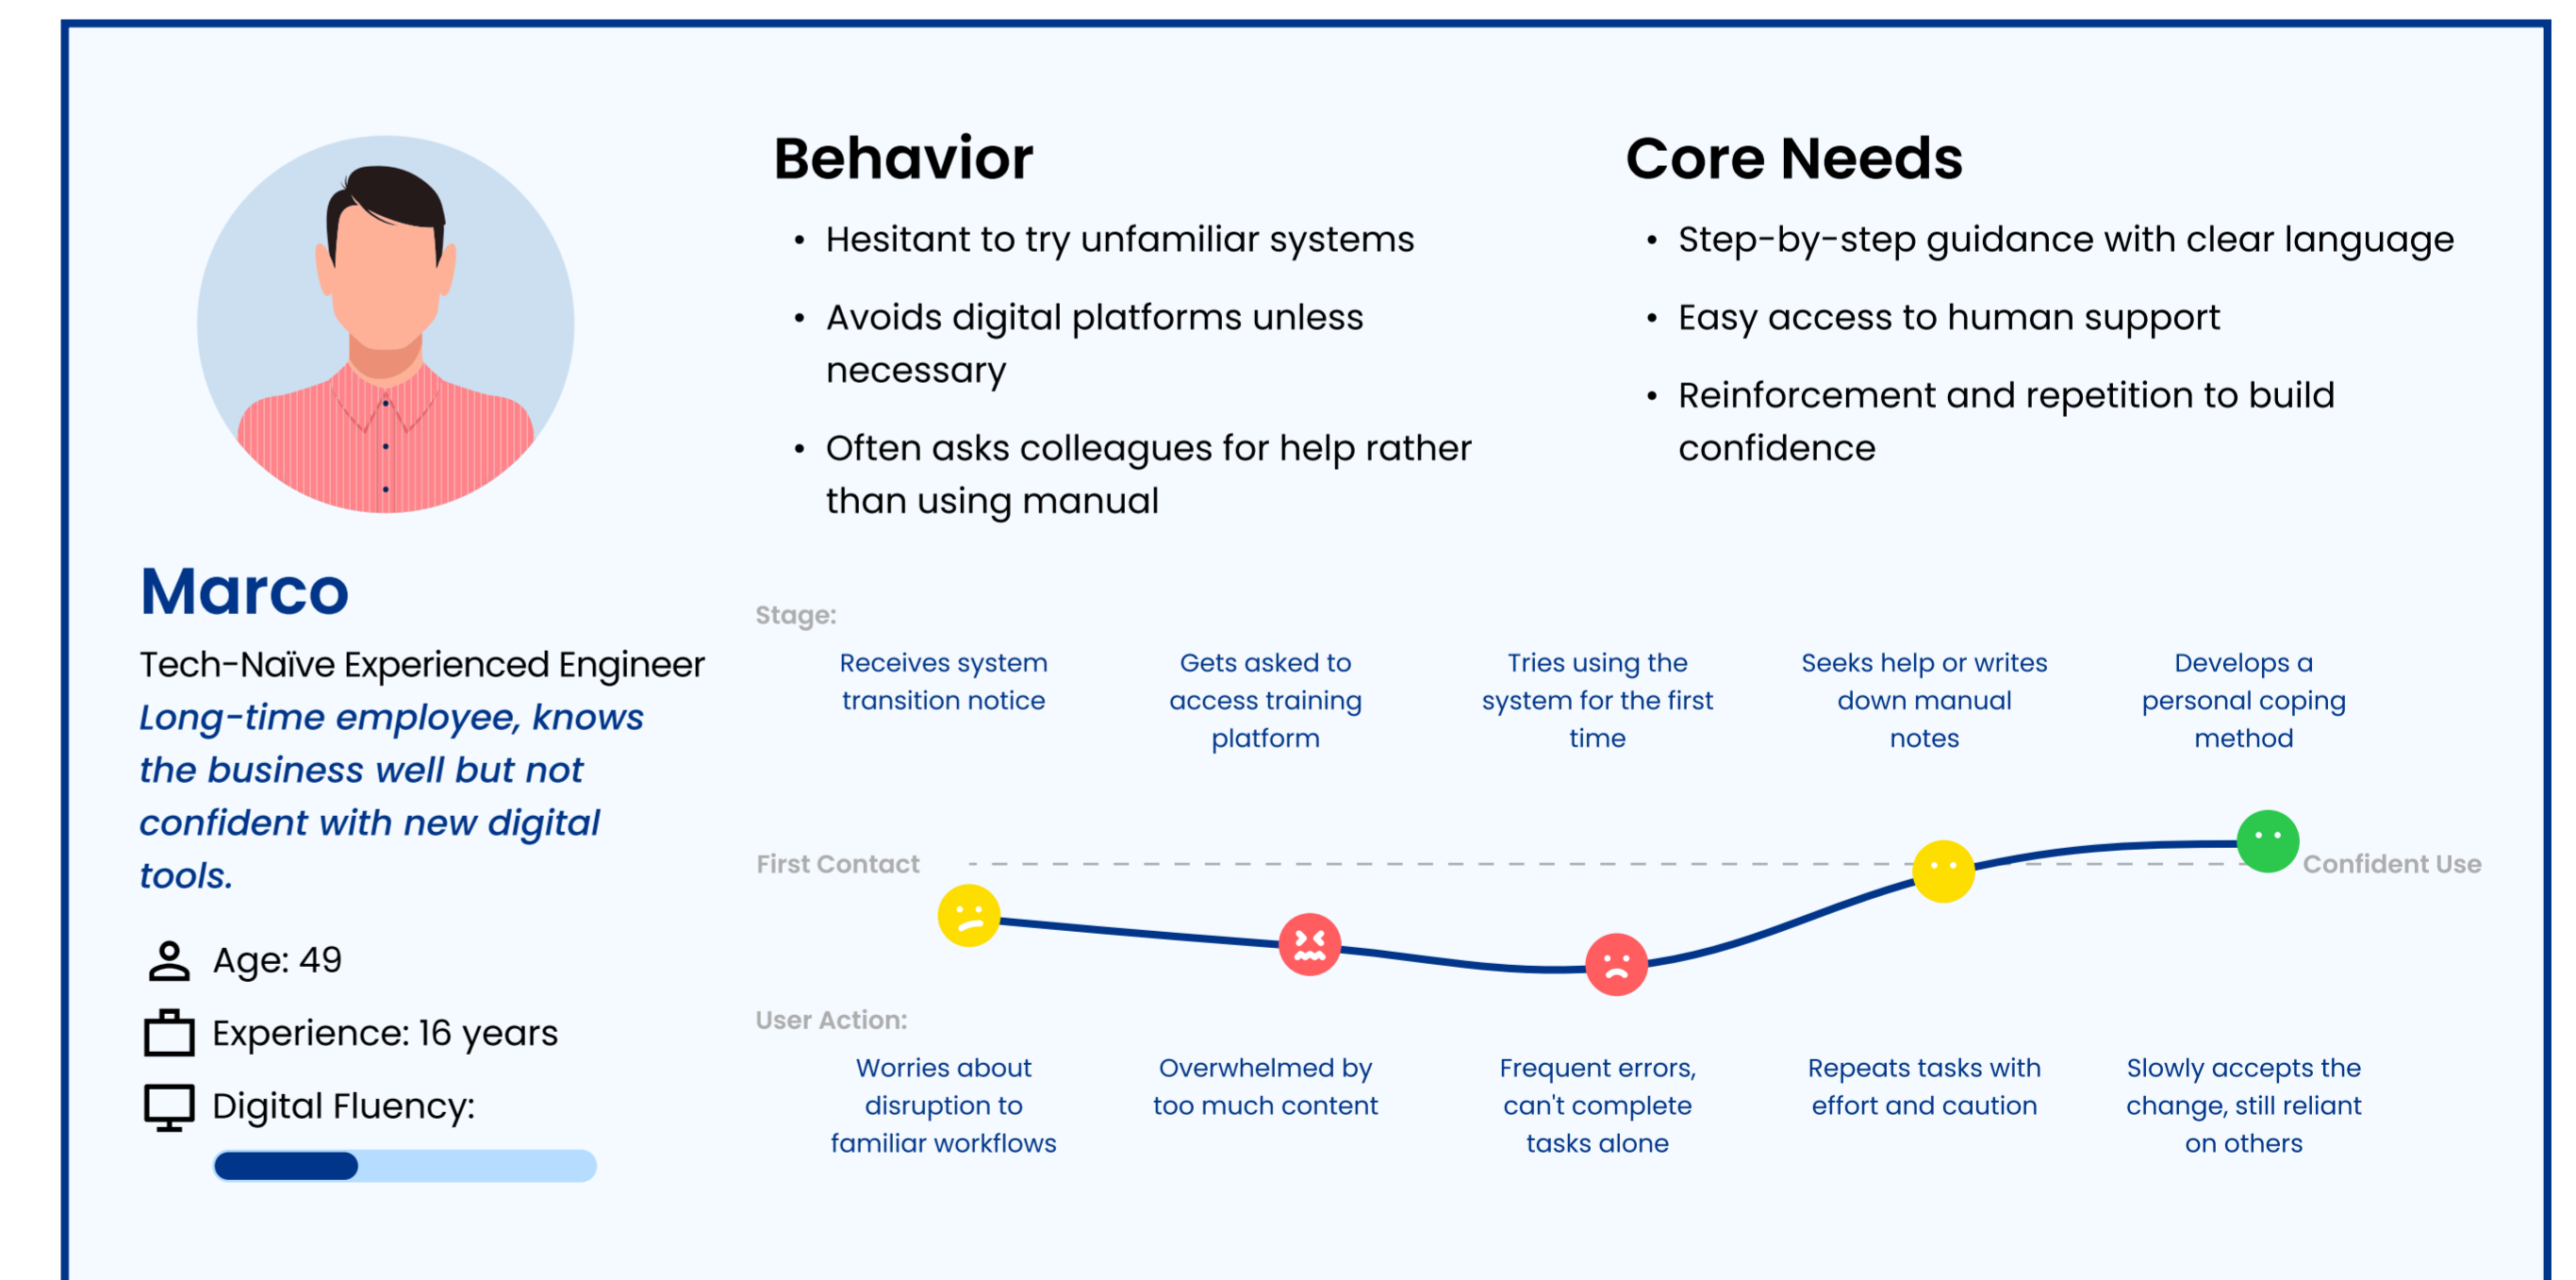 Behavior
• Hesitant to try unfamiliar systems
• Avoids digital platforms unless
necessary
• Often asks colleagues for help rather
than using manual
Core Needs
• Step-by-step guidance with clear language
• Easy access to human support
• Reinforcement and repetition to build
confidence
Marco
Tech-Naïve Experienced Engineer
Long-time employee, knows
the business well but not
confident with new digital
tools.
Age: 49
Experience: 16 years
Digital Fluency:
Stage:
Receives system
transition notice
Gets asked to
access training
platform
Tries using the
system for the first
time
Seeks help or writes
down manual
notes
Develops a
personal coping
method
First Contact
Confident Use
User Action:
Worries about
disruption to
familiar workflows
Overwhelmed by
too much content
Frequent errors,
can't complete
tasks alone
Repeats tasks with
effort and caution
Slowly accepts the
change, still reliant
on others